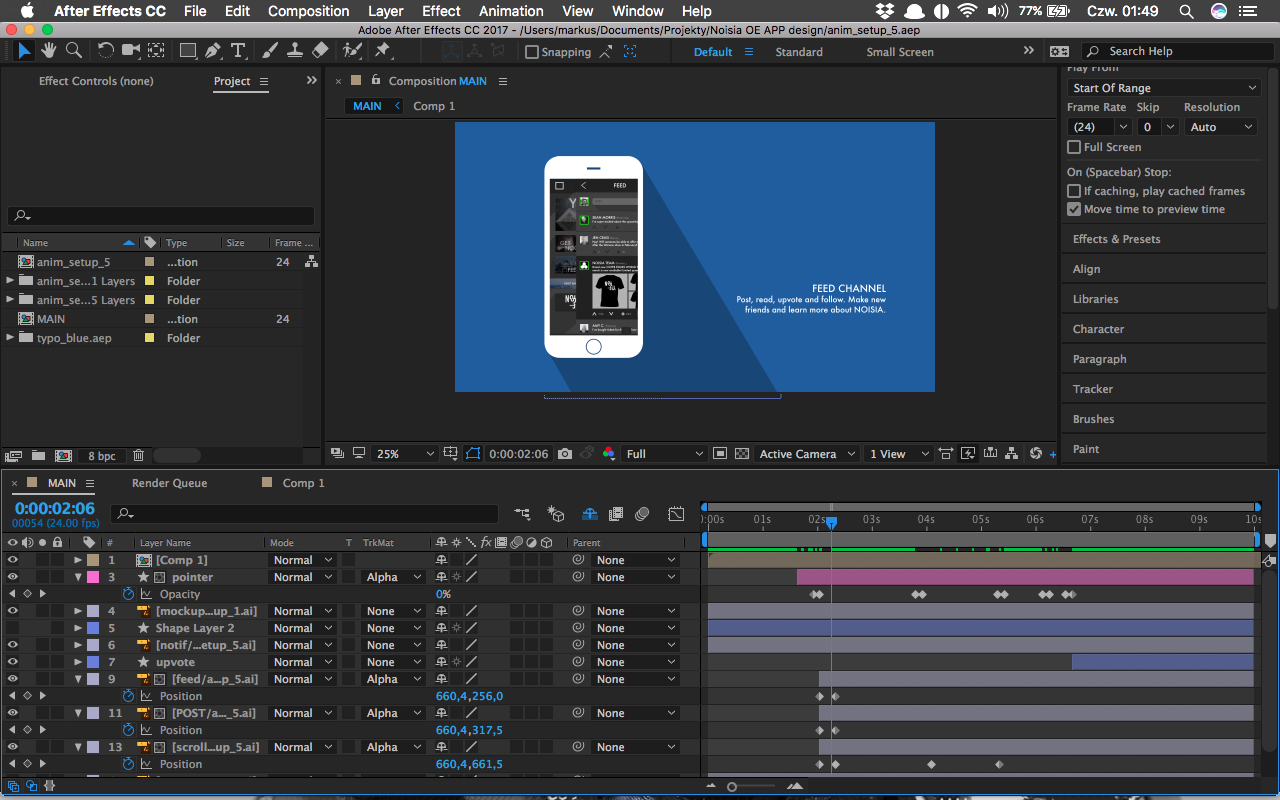 After Effects CC File Edit Composition Layer Effect Animation View Window Help 77% Czw. 01:49
Adobe After Effects CC 2017 - /Users/markus/Documents/Projekty/Noisia OE APP design/anim_setup_5.aep
Snapping Default Standard Small Screen Search Help
Effect Controls (none) Project
Composition MAIN
MAIN Comp 1
Play From
Start Of Range
Frame Rate Skip Resolution
(24) 0 Auto
Full Screen
On (Spacebar) Stop:
If caching, play cached frames
Move time to preview time
Effects & Presets
Align
Libraries
Character
Paragraph
Tracker
Brushes
Paint
FEED
SEAN MORRIS
JEN CENSI
NOISIA TEAM
AMY C.
FEED CHANNEL
Post, read, upvote and follow. Make new
friends and learn more about NOISIA.
Name Type Size Frame ...
anim_setup_5 ...tion 24
anim_se...1 Layers Folder
anim_se...5 Layers Folder
MAIN ...tion 24
typo_blue.aep Folder
8 bpc
25% 0:00:02:06 Full Active Camera 1 View
MAIN Render Queue Comp 1
0:00:02:06
00054 (24.00 fps)
0:00s 01s 02s 03s 04s 05s 06s 07s 08s 09s 10s
# Layer Name Mode T TrkMat Parent
1 [Comp 1] Normal None
3 pointer Normal Alpha None
Opacity 0%
4 [mockup...up_1.ai] Normal None None
5 Shape Layer 2 Normal None None
6 [notif/...etup_5.ai] Normal None None
7 upvote Normal None None
9 [feed/a...p_5.ai] Normal Alpha None
Position 660,4,256,0
11 [POST/a..._5.ai] Normal Alpha None
Position 660,4,317,5
13 [scroll...up_5.ai] Normal Alpha None
Position 660,4,661,5